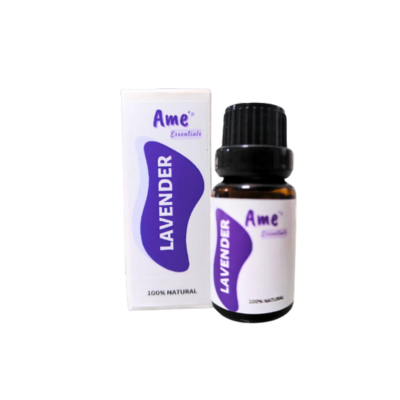 Ame
Essentials
LAVENDER
100% NATURAL
Ame
Essentials
LAVENDER
100% NATURAL